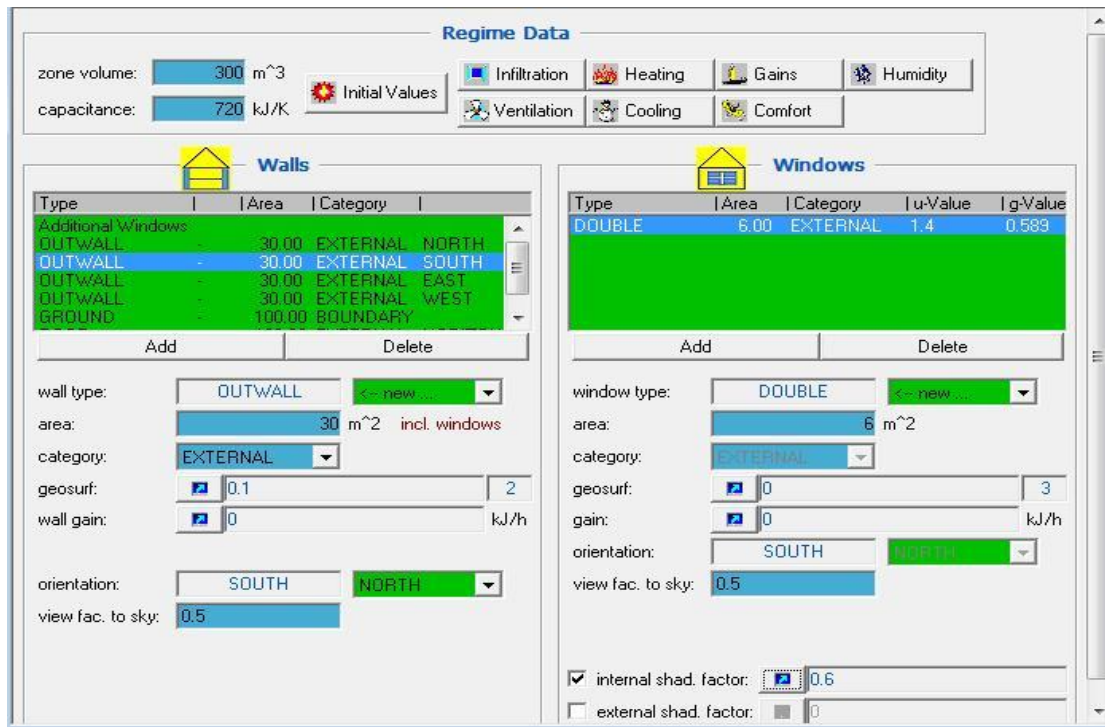 Regime Data
zone volume: 300 m^3
capacitance: 720 kJ/K
Initial Values
Infiltration Heating Gains Humidity
Ventilation Cooling Comfort
Walls
Type | | Area | Category |
Additional Windows
OUTWALL - 30.00 EXTERNAL NORTH
OUTWALL - 30.00 EXTERNAL SOUTH
OUTWALL - 30.00 EXTERNAL EAST
OUTWALL - 30.00 EXTERNAL WEST
GROUND - 100.00 BOUNDARY
Add Delete
wall type: OUTWALL <-- new ...
area: 30 m^2 incl. windows
category: EXTERNAL
geosurf: 0.1 2
wall gain: 0 kJ/h
orientation: SOUTH NORTH
view fac. to sky: 0.5
Windows
Type | Area | Category | u-Value | g-Value
DOUBLE 6.00 EXTERNAL 1.4 0.589
Add Delete
window type: DOUBLE <-- new ...
area: 6 m^2
category: EXTERNAL
geosurf: 0 3
gain: 0 kJ/h
orientation: SOUTH NORTH
view fac. to sky: 0.5
internal shad. factor: 0.6
external shad. factor: 0